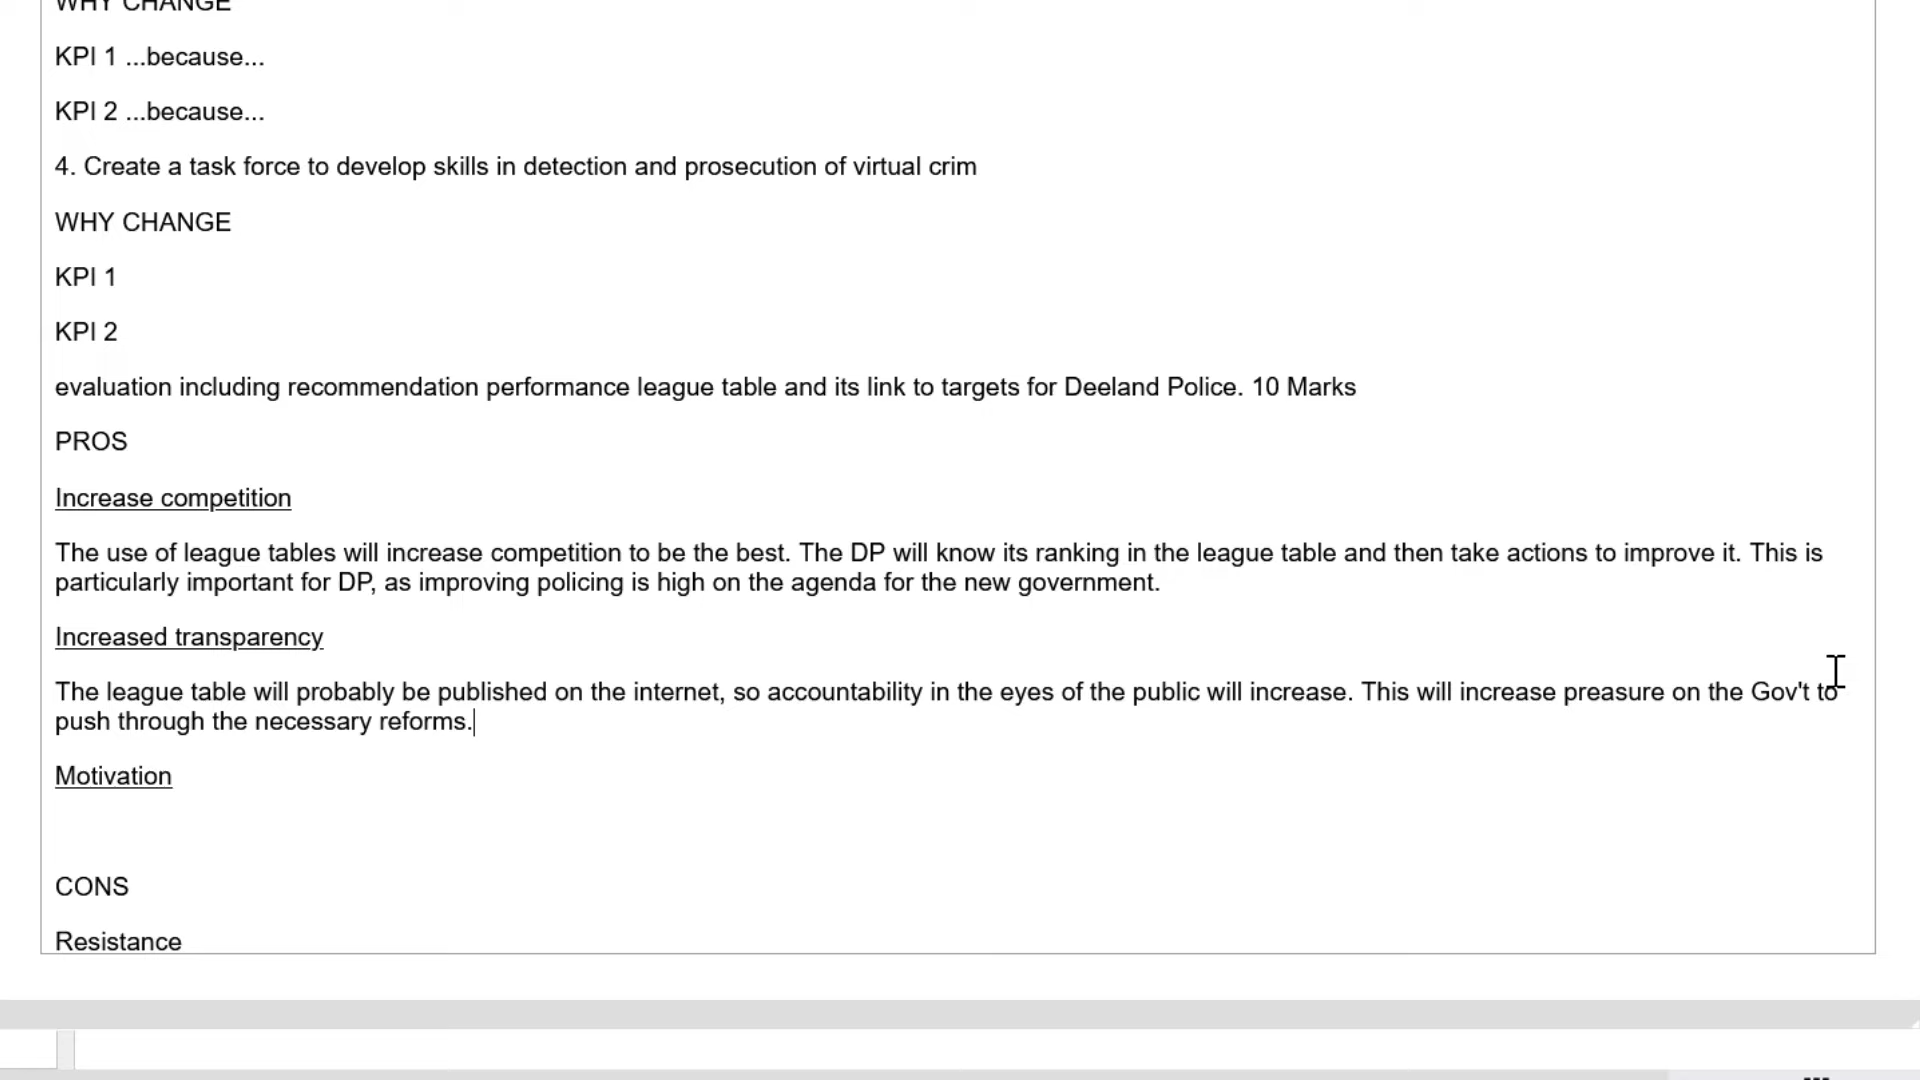 WHY CHANGE
KPI 1 ...because...
KPI 2 ...because...
4. Create a task force to develop skills in detection and prosecution of virtual crim
WHY CHANGE
KPI 1
KPI 2
evaluation including recommendation performance league table and its link to targets for Deeland Police. 10 Marks
PROS
Increase competition
The use of league tables will increase competition to be the best. The DP will know its ranking in the league table and then take actions to improve it. This is
particularly important for DP, as improving policing is high on the agenda for the new government.
Increased transparency
The league table will probably be published on the internet, so accountability in the eyes of the public will increase. This will increase preasure on the Gov't to
push through the necessary reforms.
Motivation
CONS
Resistance